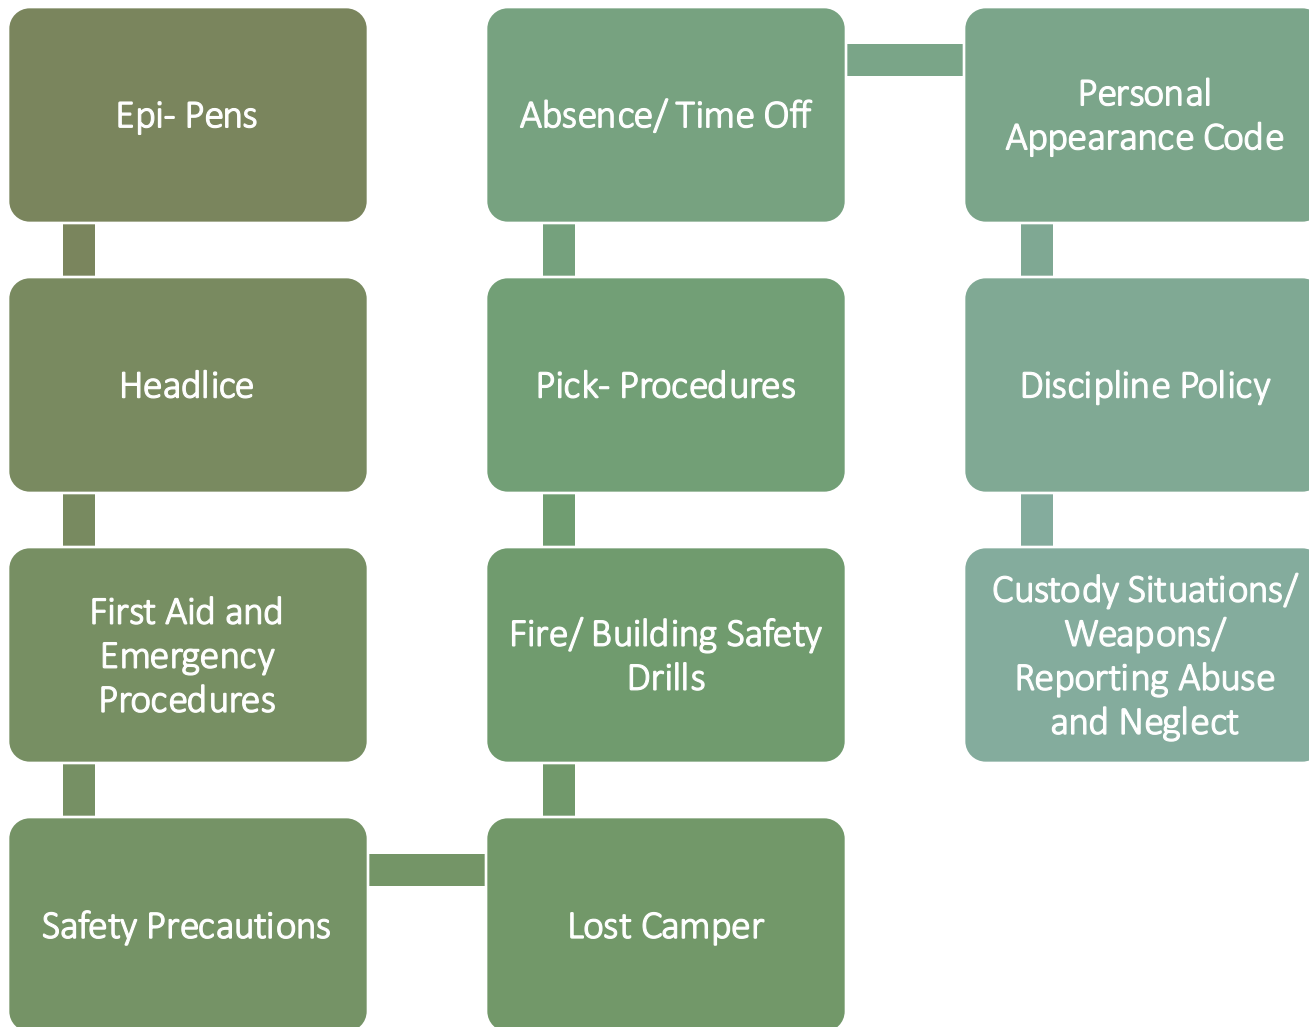 Epi- Pens
Headlice
First Aid and
Emergency
Procedures
Safety Precautions
Lost Camper
Fire/ Building Safety
Drills
Pick- Procedures
Absence/ Time Off
Personal
Appearance Code
Discipline Policy
Custody Situations/
Weapons/
Reporting Abuse
and Neglect